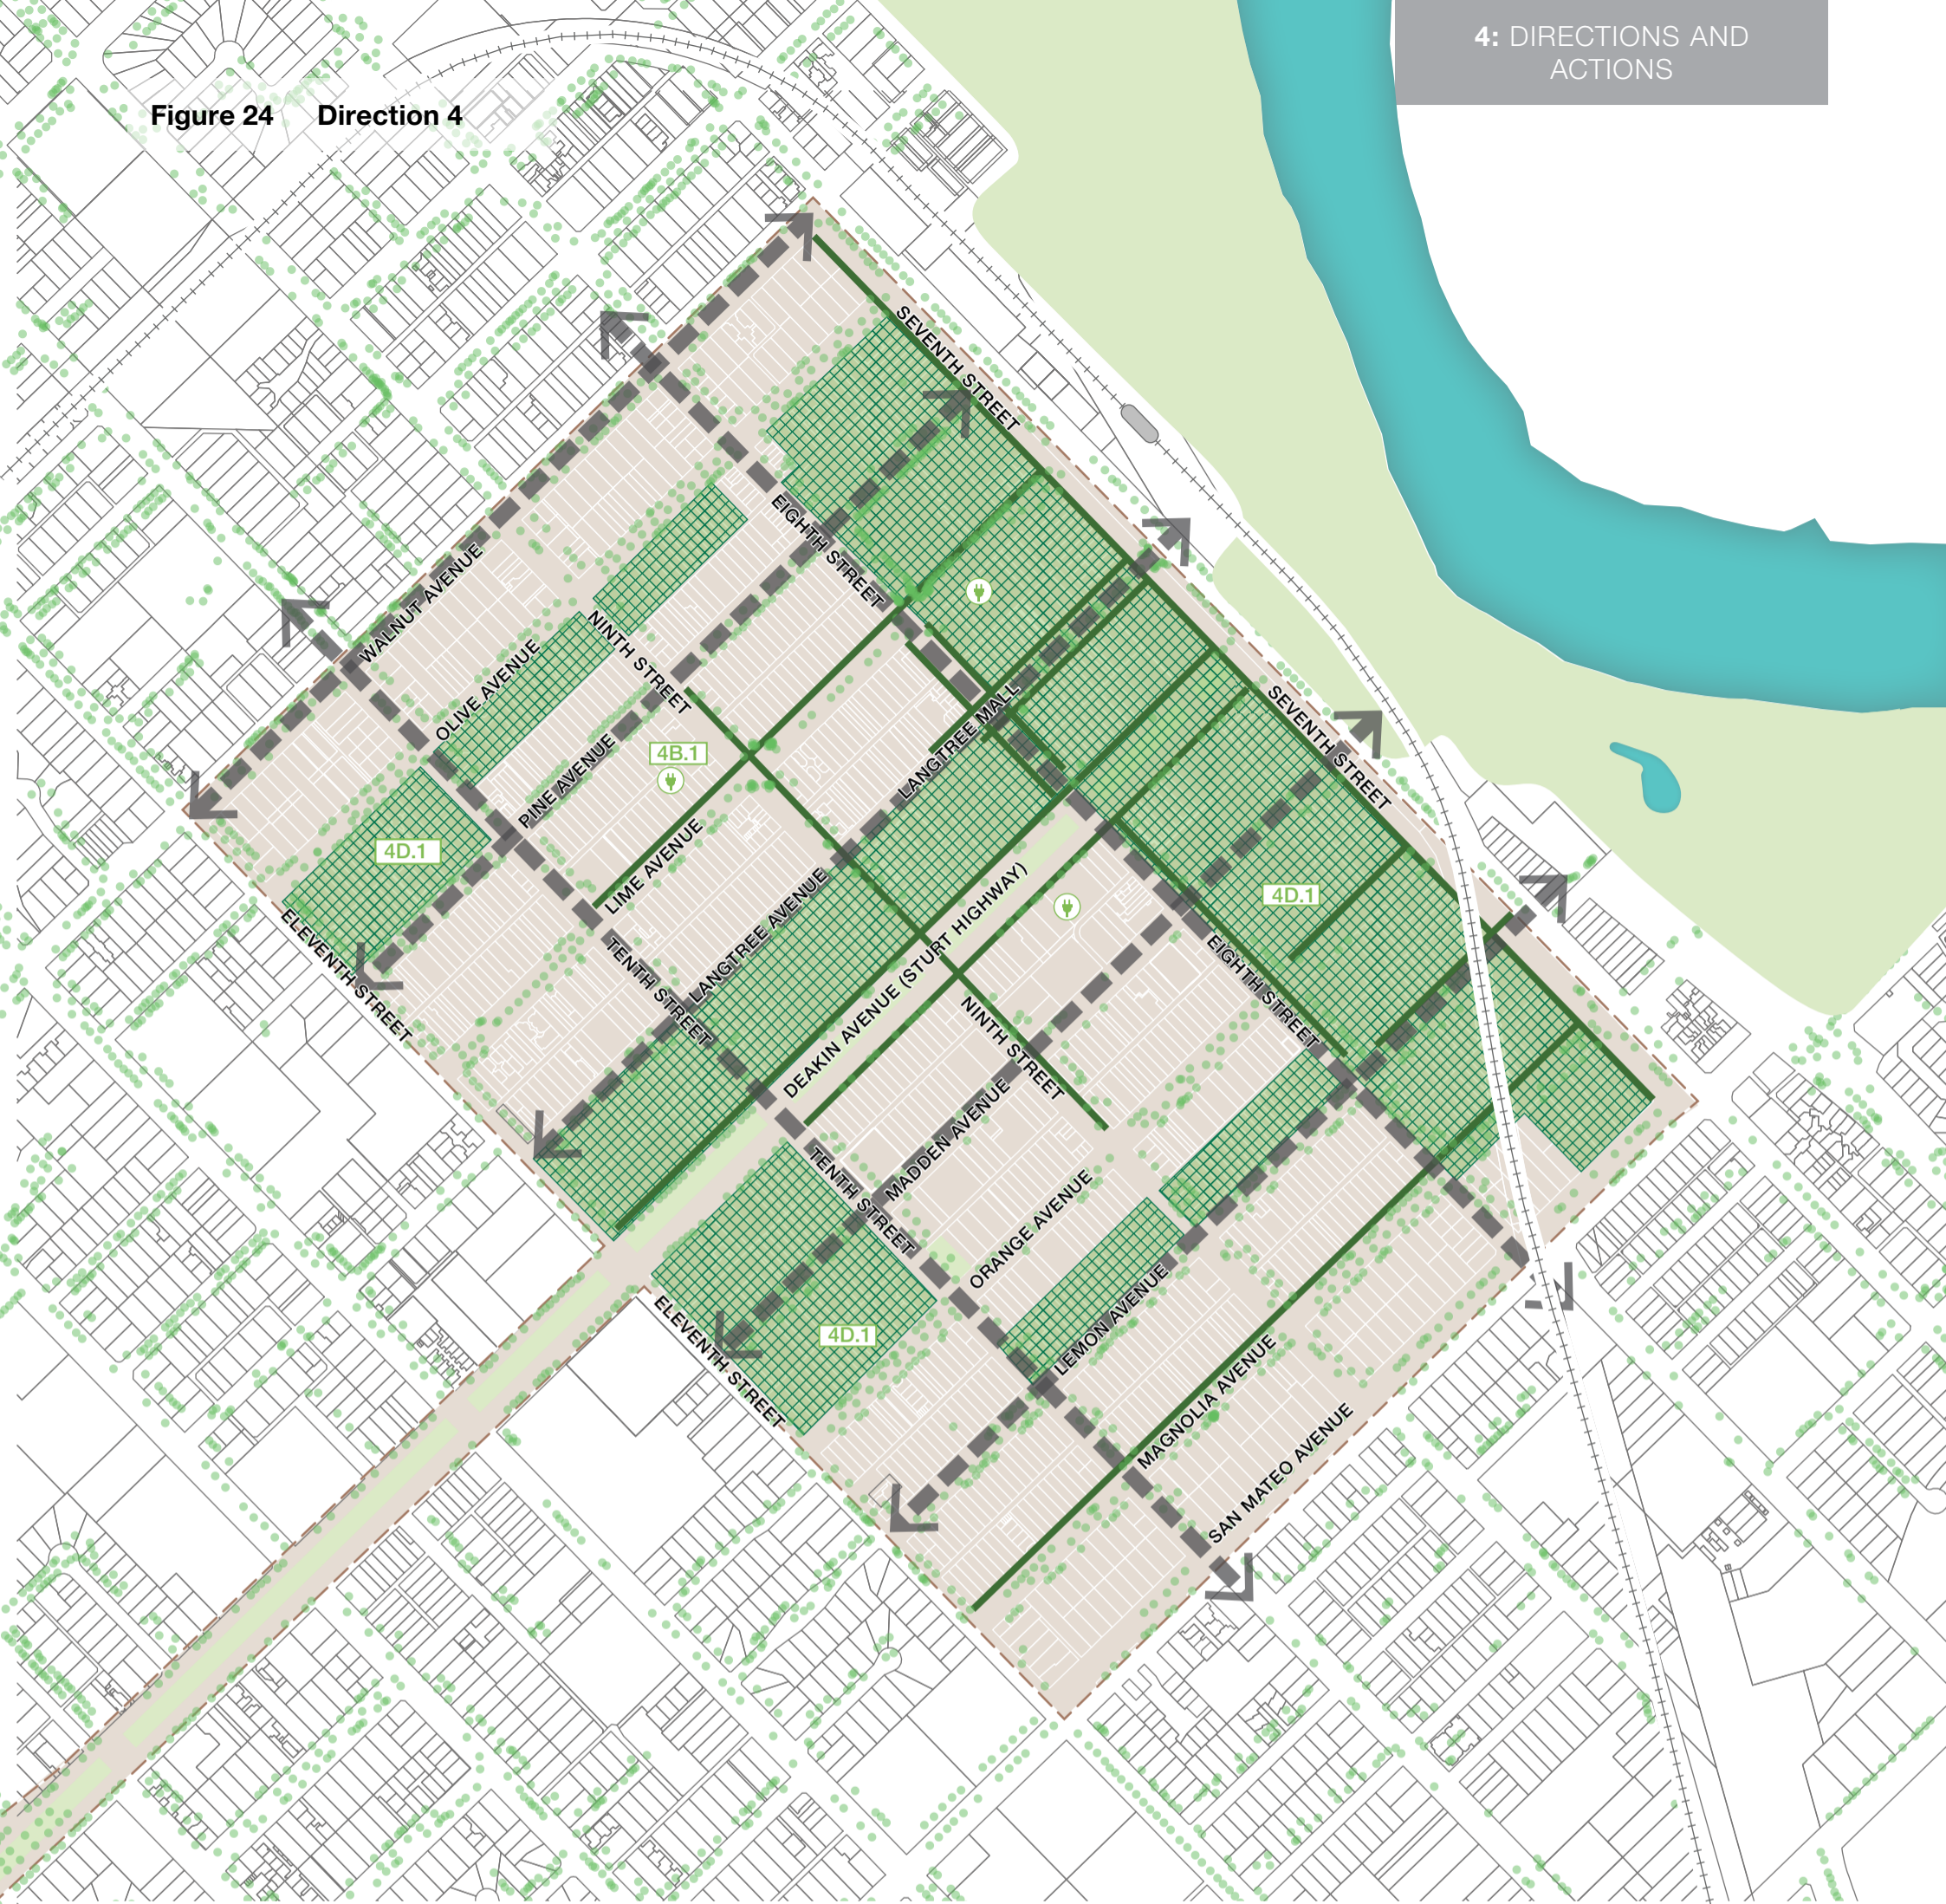 4: DIRECTIONS AND
ACTIONS
Figure 24 Direction 4
SEVENTH STREET
EIGHTH STREET
WALNUT AVENUE
NINTH STREET
OLIVE AVENUE
PINE AVENUE
4B.1
LANGTREE MALL
SEVENTH STREET
4D.1
LIME AVENUE
LANGTREE AVENUE
4D.1
ELEVENTH STREET
TENTH STREET
DEAKIN AVENUE (STURT HIGHWAY)
EIGHTH STREET
NINTH STREET
MADDEN AVENUE
TENTH STREET
ORANGE AVENUE
4D.1
ELEVENTH STREET
LEMON AVENUE
MAGNOLIA AVENUE
SAN MATEO AVENUE